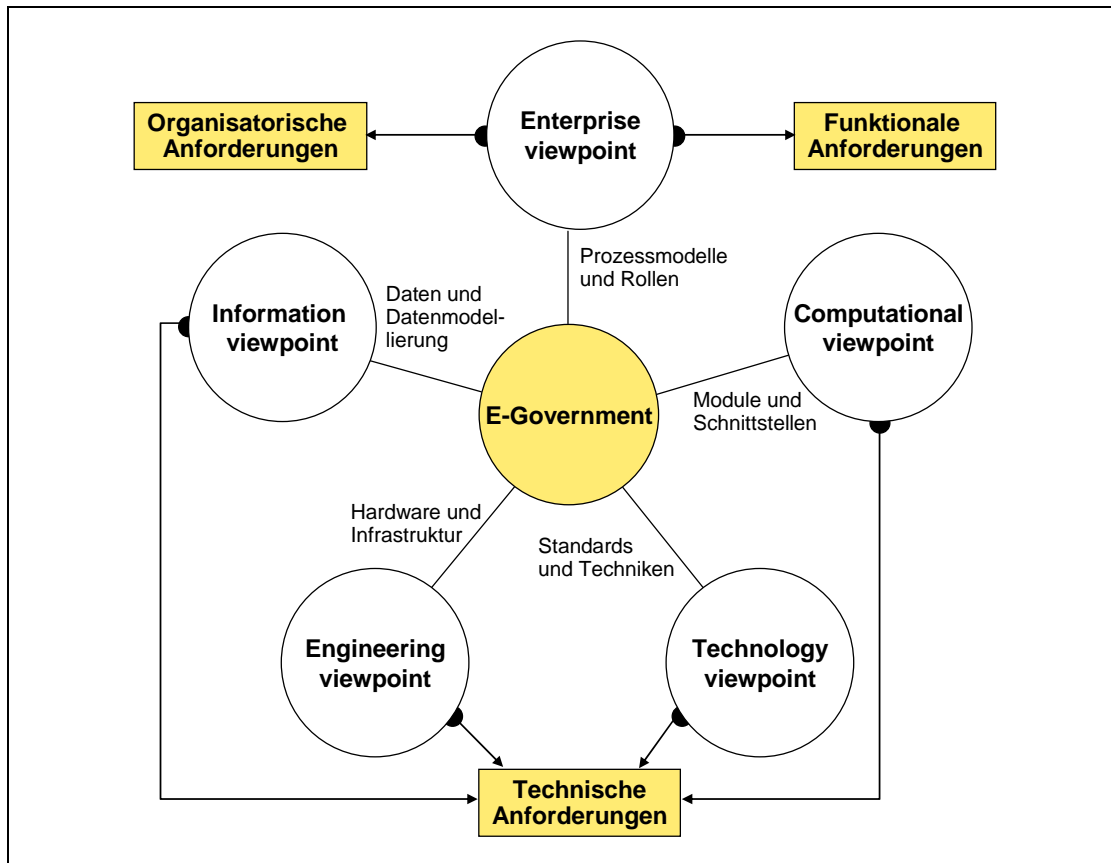 Enterprise
viewpoint
Organisatorische
Anforderungen
Funktionale
Anforderungen
Prozessmodelle
und Rollen
Information
viewpoint
Daten und
Datenmodel-
lierung
Computational
viewpoint
E-Government
Module und
Schnittstellen
Hardware und
Infrastruktur
Standards
und Techniken
Engineering
viewpoint
Technology
viewpoint
Technische
Anforderungen